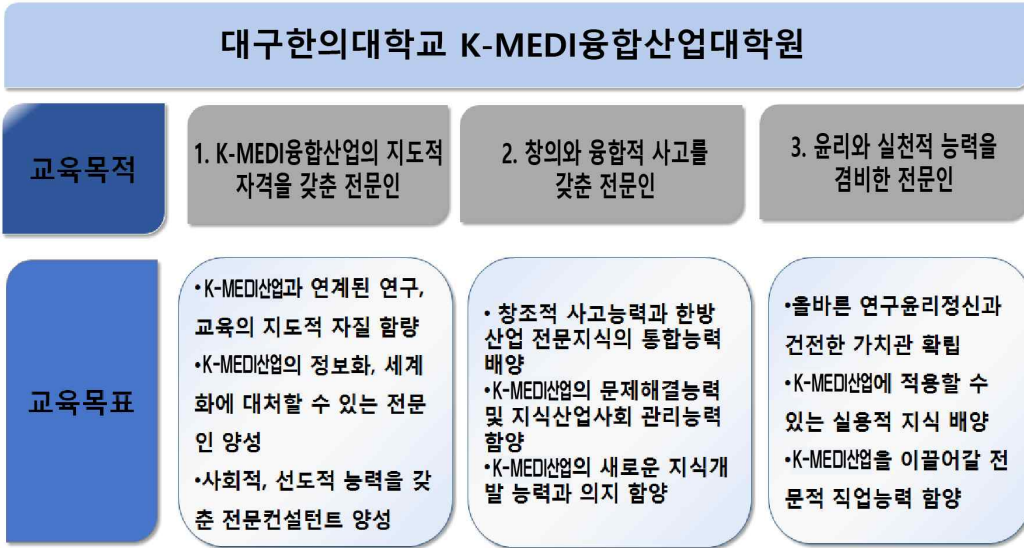 대구한의대학교 K-MEDI융합산업대학원
교육목적
1. K-MEDI융합산업의 지도적
자격을 갖춘 전문인
2. 창의와 융합적 사고를
갖춘 전문인
3. 윤리와 실천적 능력을
겸비한 전문인
교육목표
•K-MEDI산업과 연계된 연구,
교육의 지도적 자질 함량
•K-MEDI산업의 정보화, 세계
화에 대처할 수 있는 전문
인 양성
•사회적, 선도적 능력을 갖
춘 전문컨설턴트 양성
• 창조적 사고능력과 한방
산업 전문지식의 통합능력
배양
•K-MEDI산업의 문제해결능력
및 지식산업사회 관리능력
함양
•K-MEDI산업의 새로운 지식개
발 능력과 의지 함양
•올바른 연구윤리정신과
건전한 가치관 확립
•K-MEDI산업에 적용할 수
있는 실용적 지식 배양
•K-MEDI산업을 이끌어갈 전
문적 직업능력 함양